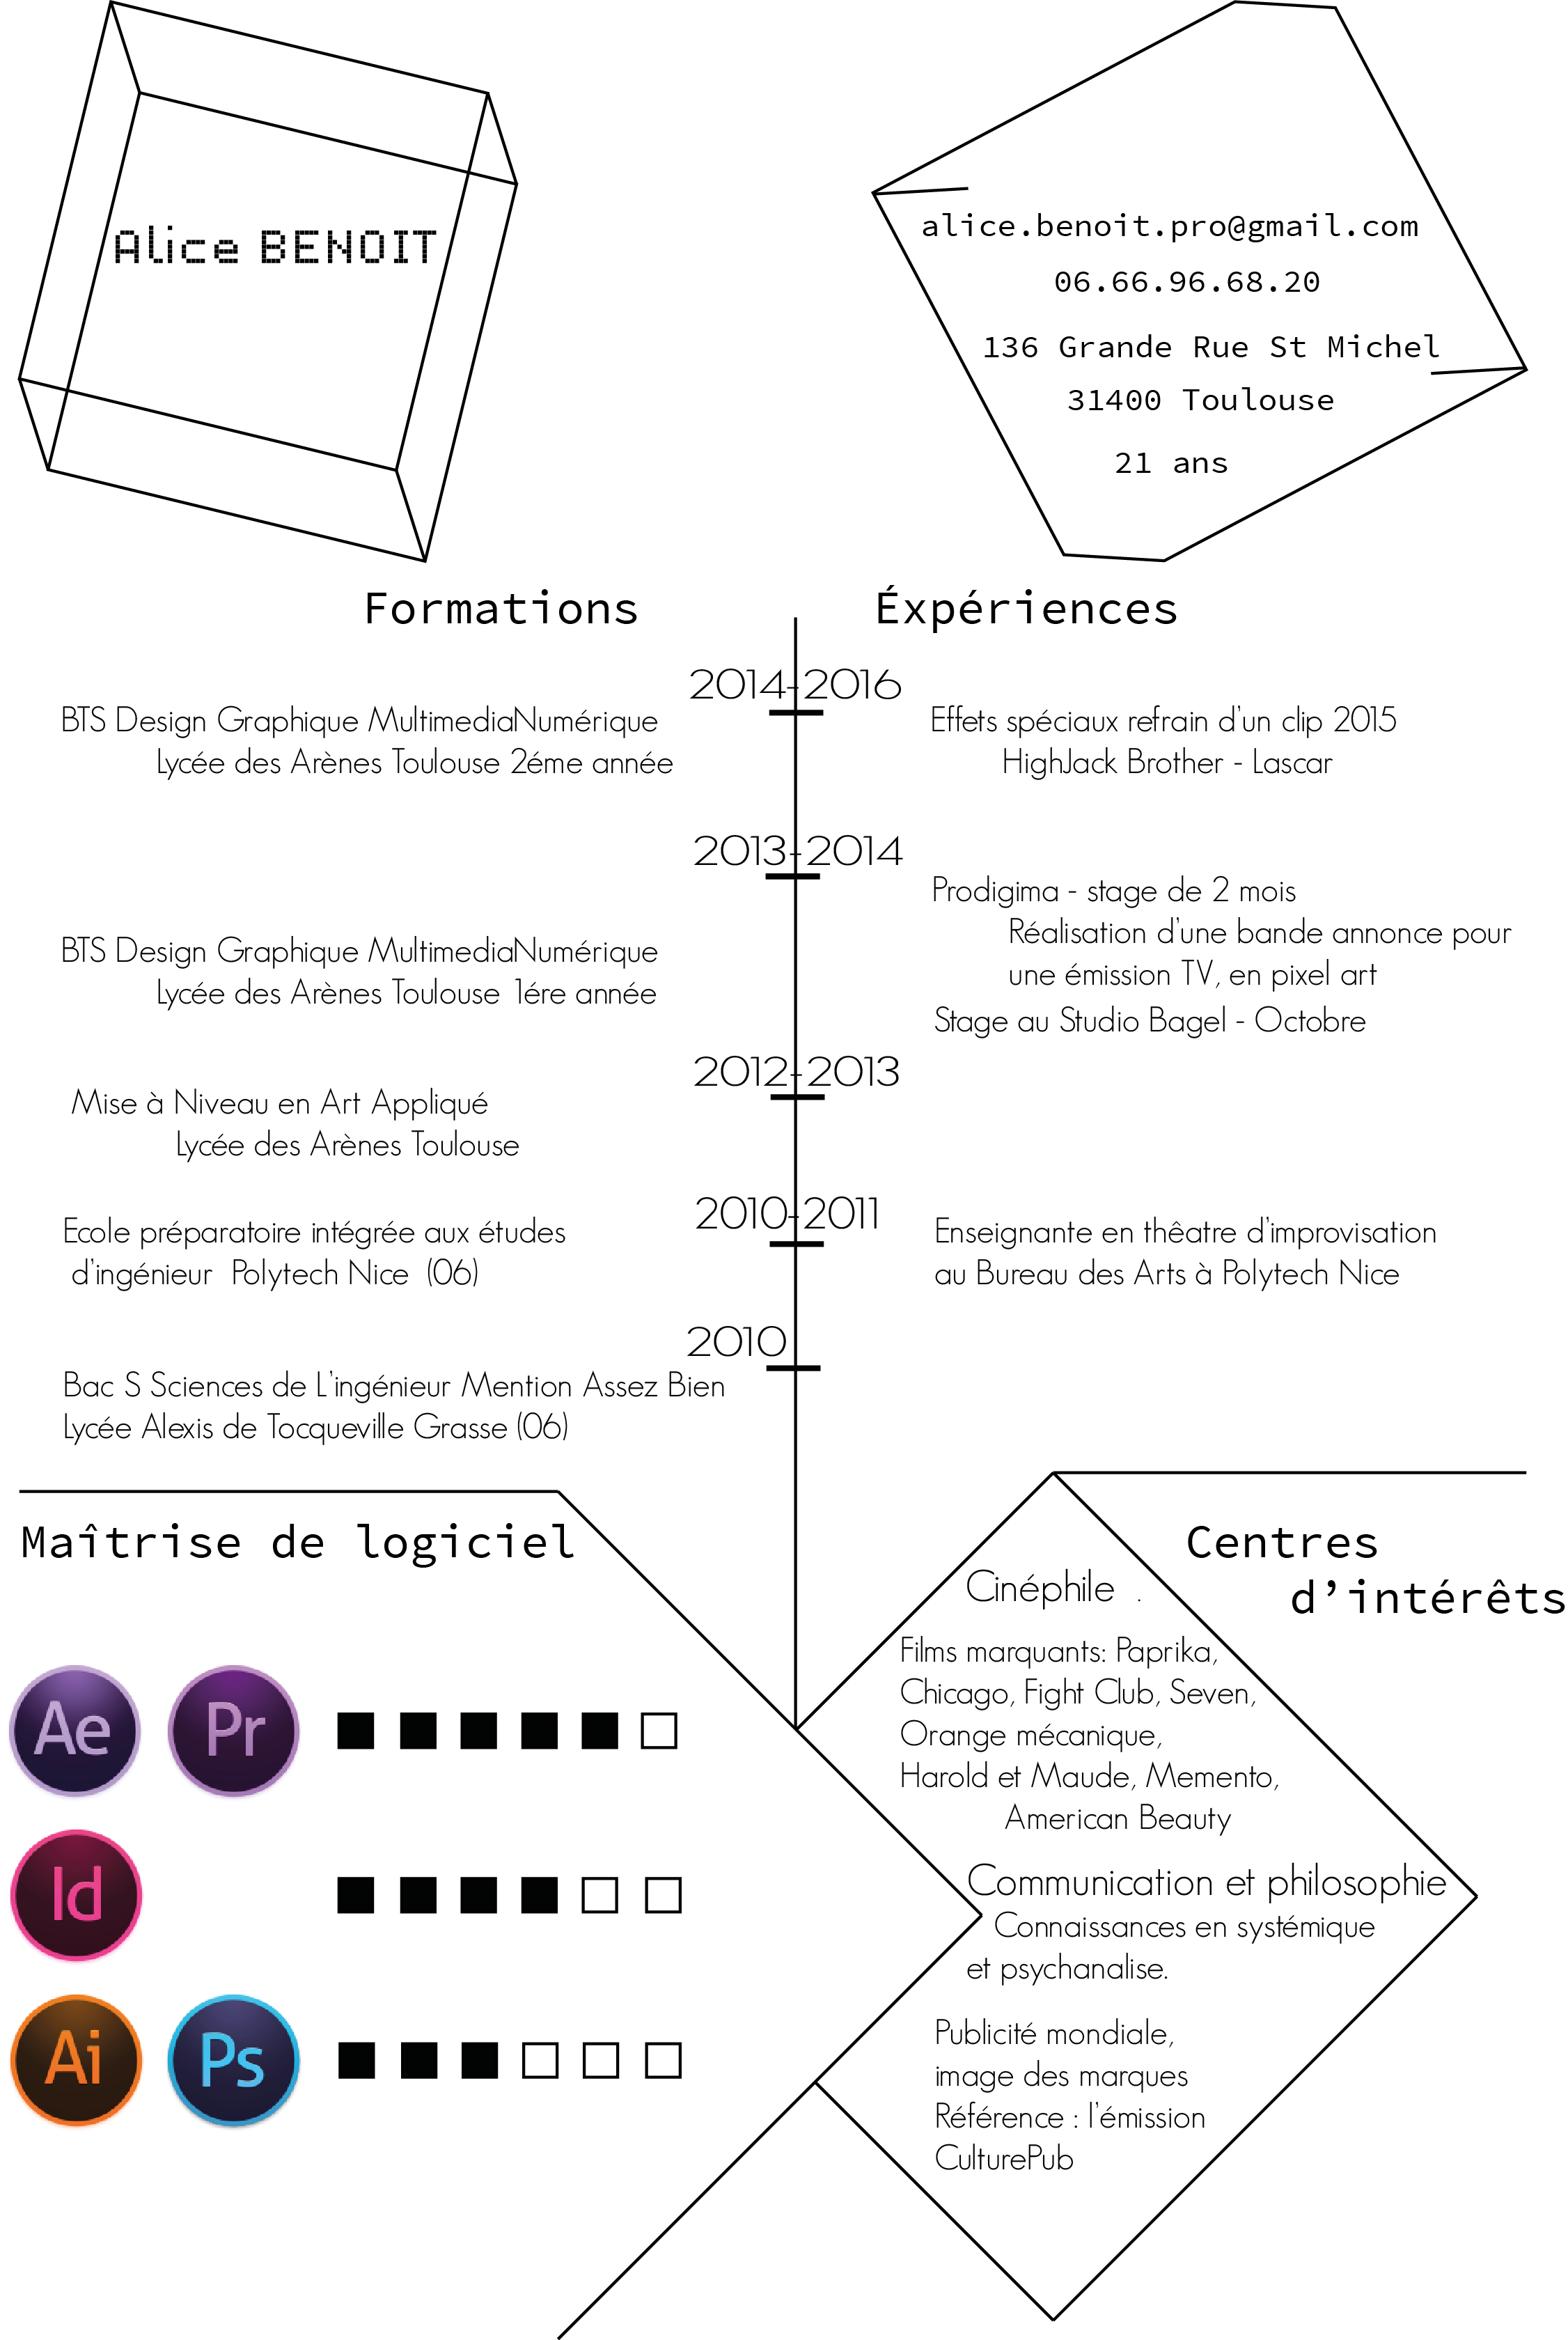 Alice BENOIT
alice.benoit.pro@gmail.com
06.66.96.68.20
136 Grande Rue St Michel
31400 Toulouse
21 ans
Formations
Éxpériences
2014-2016
BTS Design Graphique MultimediaNumérique
Lycée des Arènes Toulouse 2éme année
Effets spéciaux refrain d'un clip 2015
HighJack Brother - Lascar
2013-2014
BTS Design Graphique MultimediaNumérique
Lycée des Arènes Toulouse 1ére année
Prodigima - stage de 2 mois
Réalisation d'une bande annonce pour
une émission TV, en pixel art
Stage au Studio Bagel - Octobre
2012-2013
Mise à Niveau en Art Appliqué
Lycée des Arènes Toulouse
2010-2011
Ecole préparatoire intégrée aux études
d'ingénieur Polytech Nice (06)
Enseignante en thêatre d'improvisation
au Bureau des Arts à Polytech Nice
2010
Bac S Sciences de L'ingénieur Mention Assez Bien
Lycée Alexis de Tocqueville Grasse (06)
Maîtrise de logiciel
Ae Pr
Id
Ai Ps
Centres
d’intérêts
Cinéphile .
Films marquants: Paprika,
Chicago, Fight Club, Seven,
Orange mécanique,
Harold et Maude, Memento,
American Beauty
Communication et philosophie
Connaissances en systémique
et psychanalise.
Publicité mondiale,
image des marques
Référence : l'émission
CulturePub